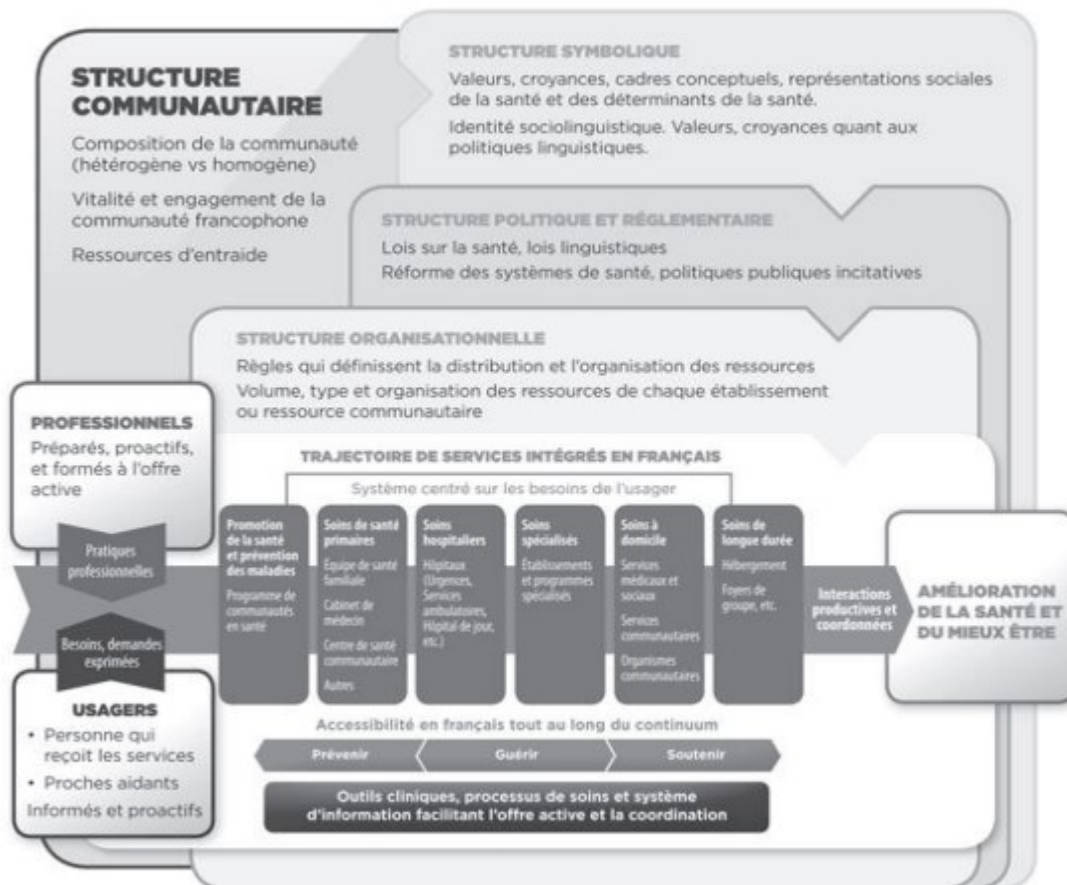 STRUCTURE
COMMUNAUTAIRE
Composition de la communauté
(hétérogène vs homogène)
Vitalité et engagement de la
communauté francophone
Ressources d'entraide
STRUCTURE SYMBOLIQUE
Valeurs, croyances, cadres conceptuels, représentations sociales
de la santé et des déterminants de la santé.
Identité sociolinguistique. Valeurs, croyances quant aux
politiques linguistiques.
STRUCTURE POLITIQUE ET RÉGLEMENTAIRE
Lois sur la santé, lois linguistiques
Réforme des systèmes de santé, politiques publiques incitatives
STRUCTURE ORGANISATIONNELLE
Règles qui définissent la distribution et l'organisation des ressources
Volume, type et organisation des ressources de chaque établissement
ou ressource communautaire
PROFESSIONNELS
Préparés, proactifs,
et formés à l'offre
active
Pratiques
professionnelles
Besoins, demandes
exprimées
USAGERS
• Personne qui
reçoit les services
• Proches aidants
Informés et proactifs
TRAJECTOIRE DE SERVICES INTÉGRÉS EN FRANÇAIS
Système centré sur les besoins de l'usager
Promotion
de la santé
et prévention
des maladies
Programme de
communautés
en santé
Soins de santé
primaires
Équipe de santé
familiale
Cabinet de
médecin
Centre de santé
communautaire
Autres
Soins
hospitaliers
Hôpitaux
(Urgences,
Services
ambulatoires,
Hôpital de jour,
etc.)
Soins
spécialisés
Établissements
et programmes
spécialisés
Soins à
domicile
Services
médicaux et
sociaux
Services
communautaires
Organismes
communautaires
Soins de
longue durée
Hébergement
Foyers de
groupe, etc.
Interactions
productives et
coordonnées
AMÉLIORATION
DE LA SANTÉ ET
DU MIEUX ÊTRE
Accessibilité en français tout au long du continuum
Prévenir
Guérir
Soutenir
Outils cliniques, processus de soins et système
d'information facilitant l'offre active et la coordination